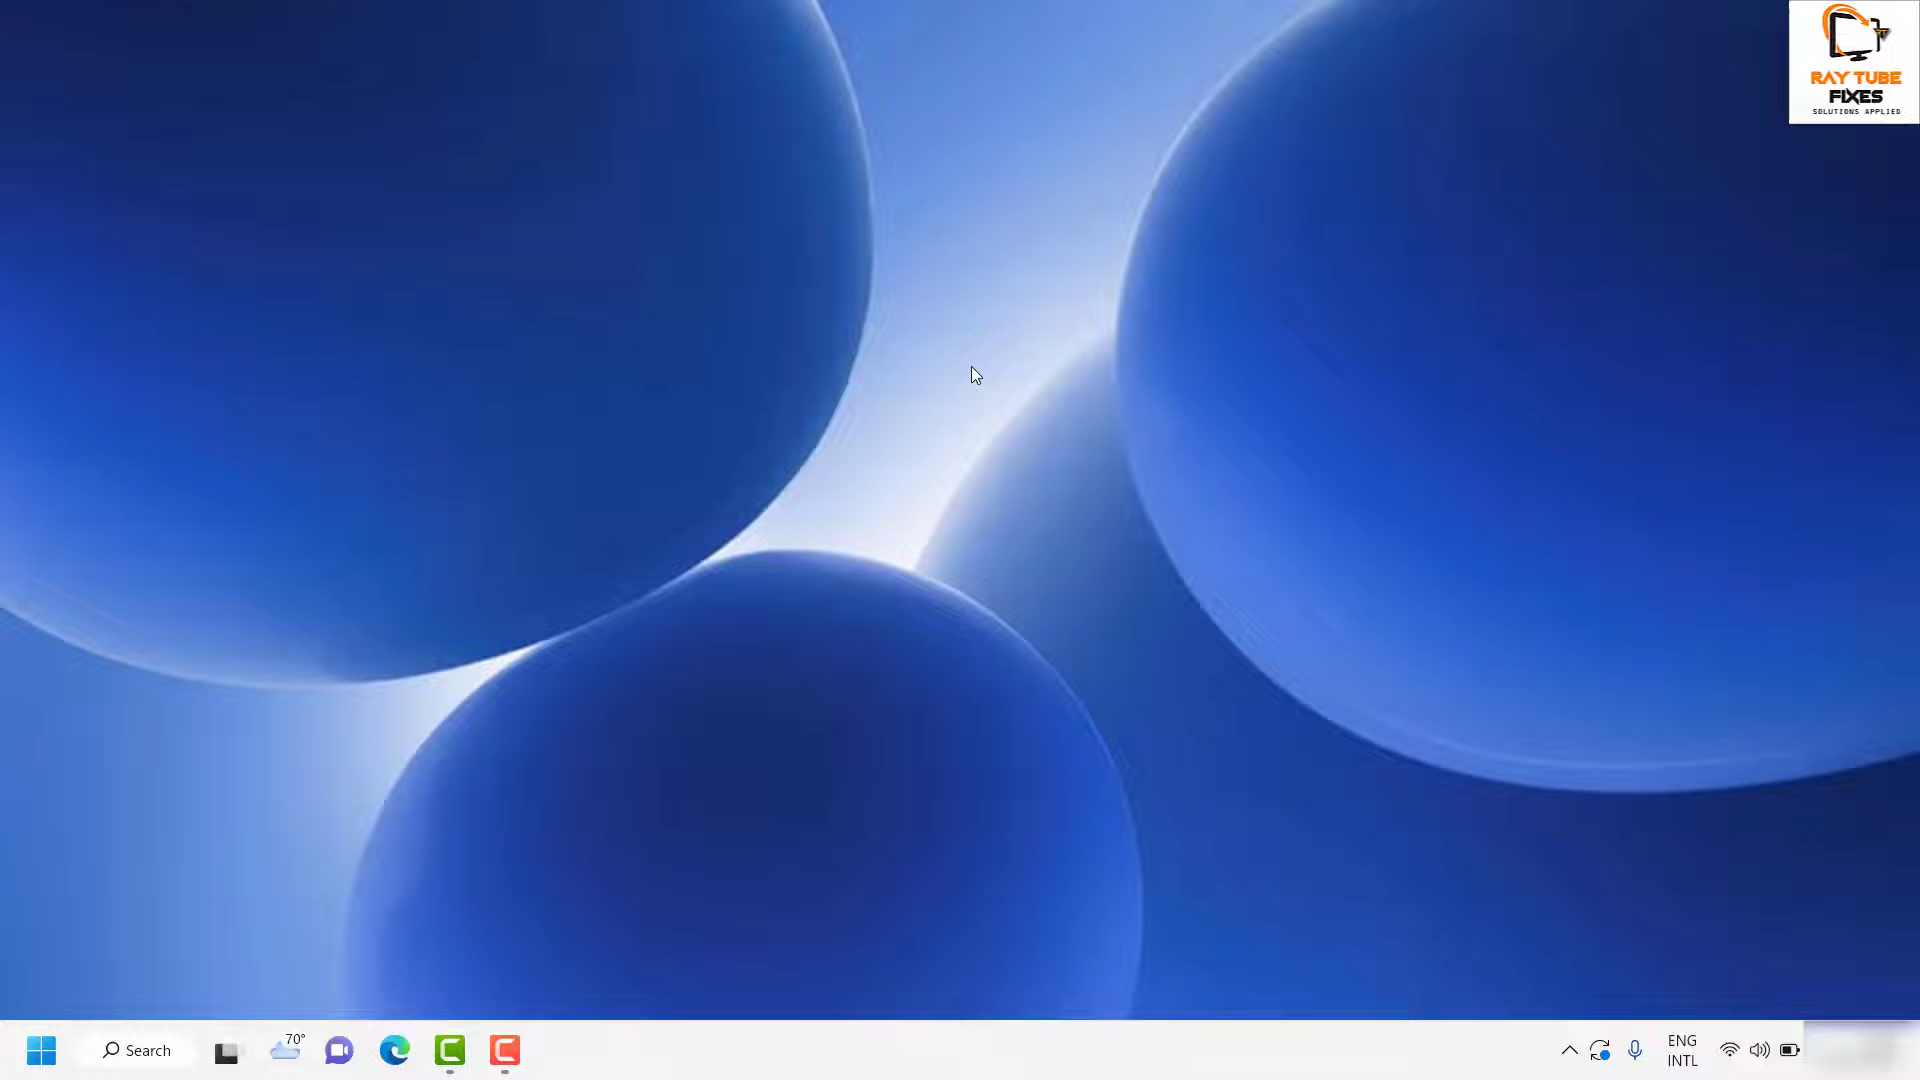 RAY TUBE
FIXES
SOLUTIONS APPLIED
Search
70°
ENG
INTL